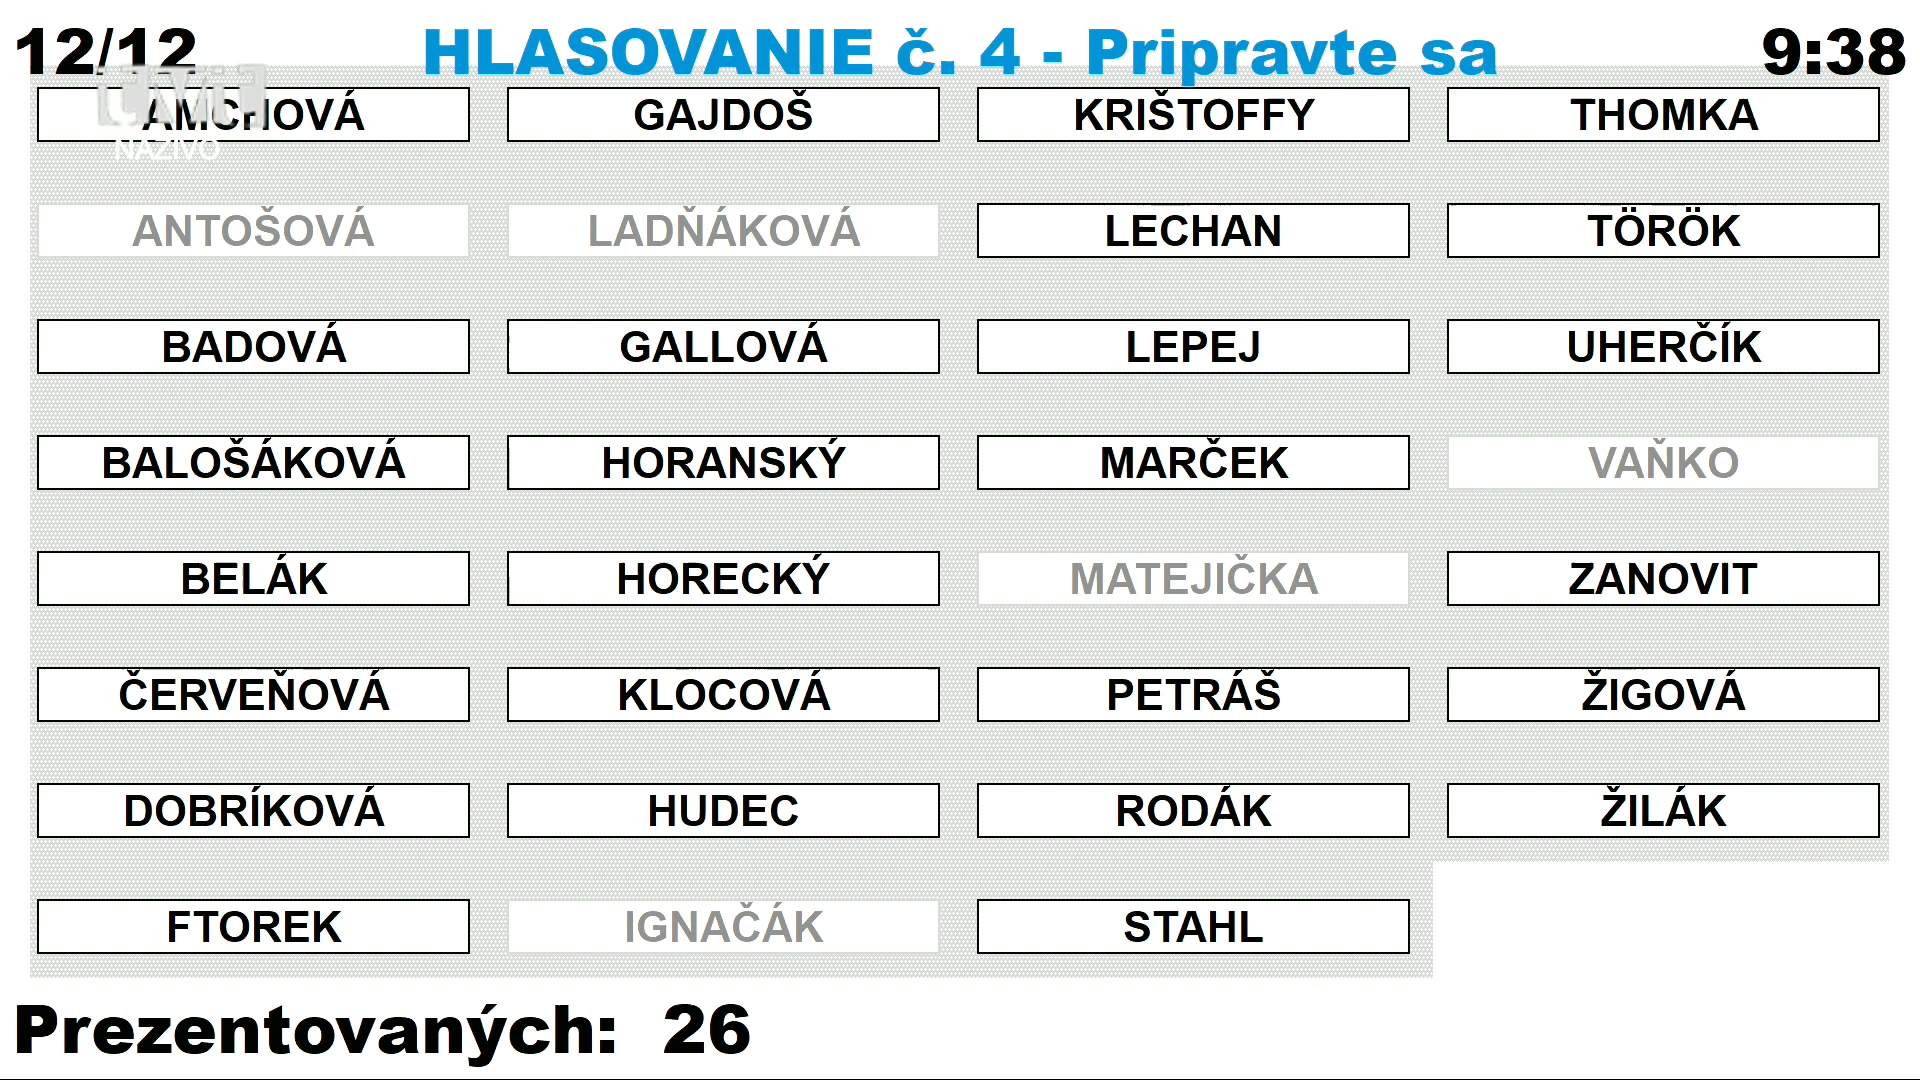 12/12 HLASOVANIE č. 4 - Pripravte sa 9:38
GAJDOŠ KRIŠTOFFY THOMKA
NAŽIVO
ANTOŠOVÁ LADŇÁKOVÁ LECHAN TÖRÖK
BADOVÁ GALLOVÁ LEPEJ UHERČÍK
BALOŠÁKOVÁ HORANSKÝ MARČEK VAŇKO
BELÁK HORECKÝ MATEJIČKA ZANOVIT
ČERVEŇOVÁ KLOCOVÁ PETRÁŠ ŽIGOVÁ
DOBRÍKOVÁ HUDEC RODÁK ŽILÁK
FTOREK IGNAČÁK STAHL
Prezentovaných: 26